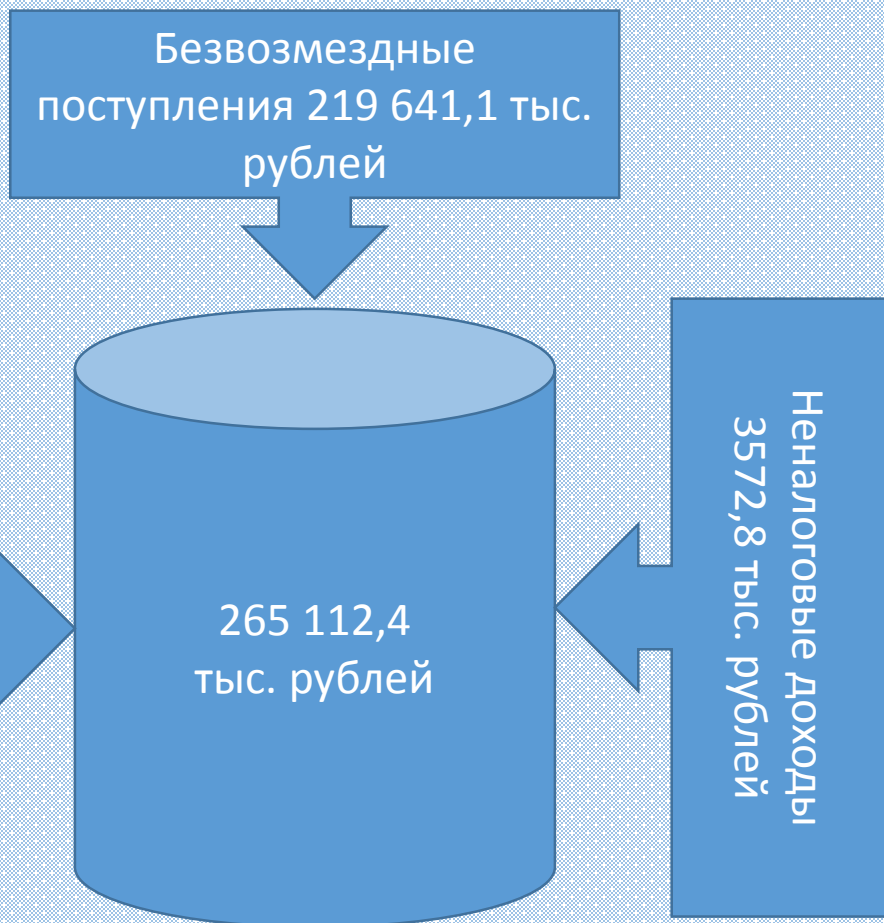 Безвозмездные
поступления 219 641,1 тыс.
рублей
265 112,4
тыс. рублей
Неналоговые доходы
3572,8 тыс. рублей